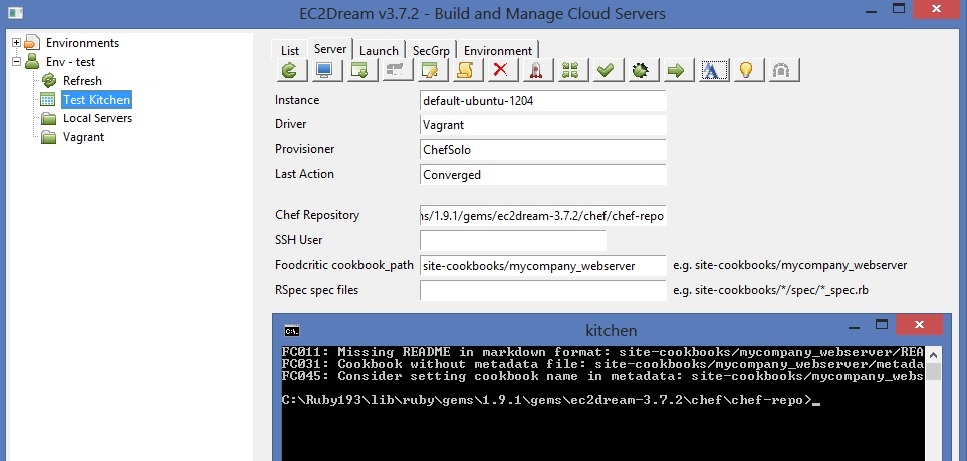 EC2Dream v3.7.2 - Build and Manage Cloud Servers
Environments
Env - test
Refresh
Test Kitchen
Local Servers
Vagrant
List Server Launch SecGrp Environment
Instance default-ubuntu-1204
Driver Vagrant
Provisioner ChefSolo
Last Action Converged
Chef Repository ns/1.9.1/gems/ec2dream-3.7.2/chef/chef-repo
SSH User
Foodcritic cookbook_path site-cookbooks/mycompany_webserver e.g. site-cookbooks/mycompany_webserver
RSpec spec files e.g. site-cookbooks/*/spec/*_spec.rb
kitchen
FC011: Missing README in markdown format: site-cookbooks/mycompany_webserver/REA
FC031: Cookbook without metadata file: site-cookbooks/mycompany_webserver/metada
FC045: Consider setting cookbook name in metadata: site-cookbooks/mycompany_webs
C:\Ruby193\lib\ruby\gems\1.9.1\gems\ec2dream-3.7.2\chef\chef-repo>_